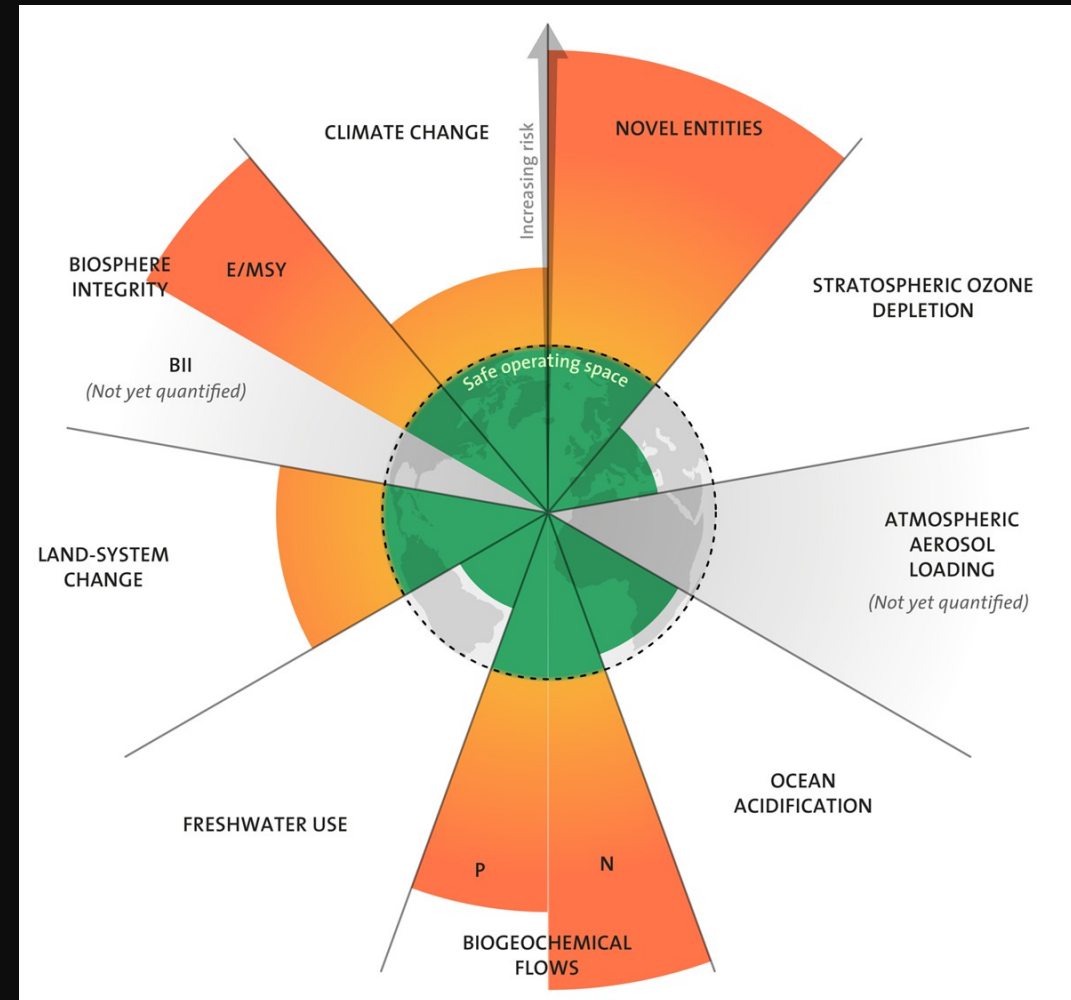 CLIMATE CHANGE
Increasing risk
NOVEL ENTITIES
BIOSPHERE
INTEGRITY
E/MSY
STRATOSPHERIC OZONE
DEPLETION
BII
(Not yet quantified)
Safe operating space
LAND-SYSTEM
CHANGE
ATMOSPHERIC
AEROSOL
LOADING
(Not yet quantified)
FRESHWATER USE
OCEAN
ACIDIFICATION
P
N
BIOGEOCHEMICAL
FLOWS